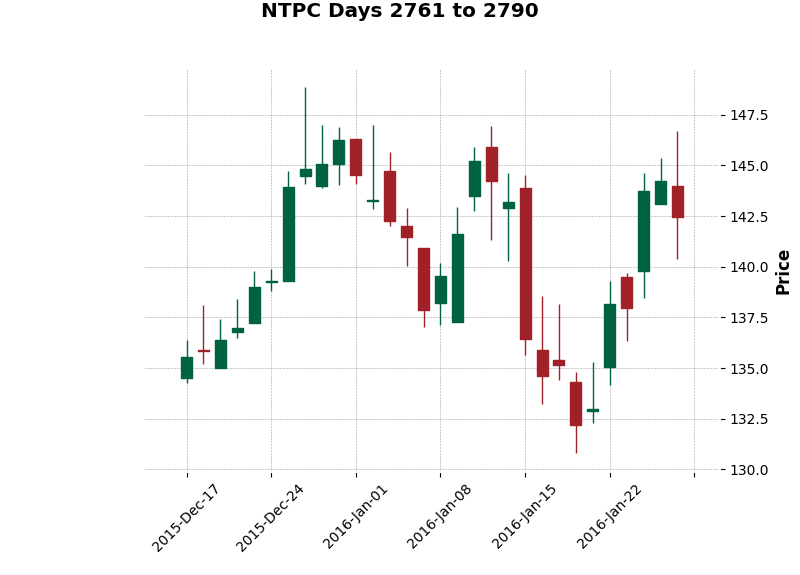 NTPC Days 2761 to 2790
147.5
145.0
142.5
140.0
137.5
135.0
132.5
130.0
Price
2015-Dec-17
2015-Dec-24
2016-Jan-01
2016-Jan-08
2016-Jan-15
2016-Jan-22